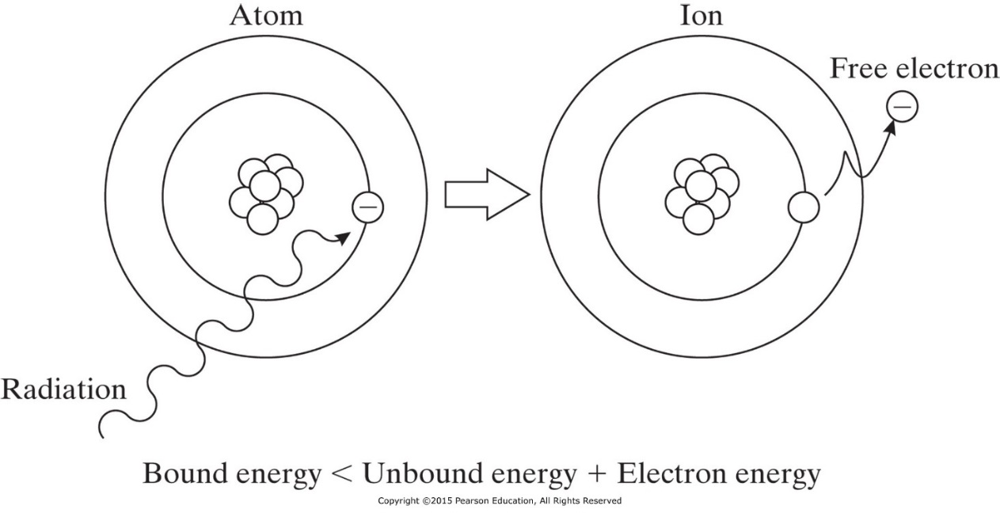 Atom
Ion
Free electron
−
−
Radiation
Bound energy < Unbound energy + Electron energy
Copyright ©2015 Pearson Education, All Rights Reserved